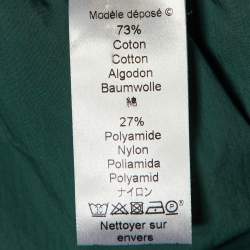 Modèle déposé ©
73%
Coton
Cotton
Algodon
Baumwolle
綿
27%
Polyamide
Nylon
Poliamida
Polyamid
ナイロン
Nettoyer sur
envers